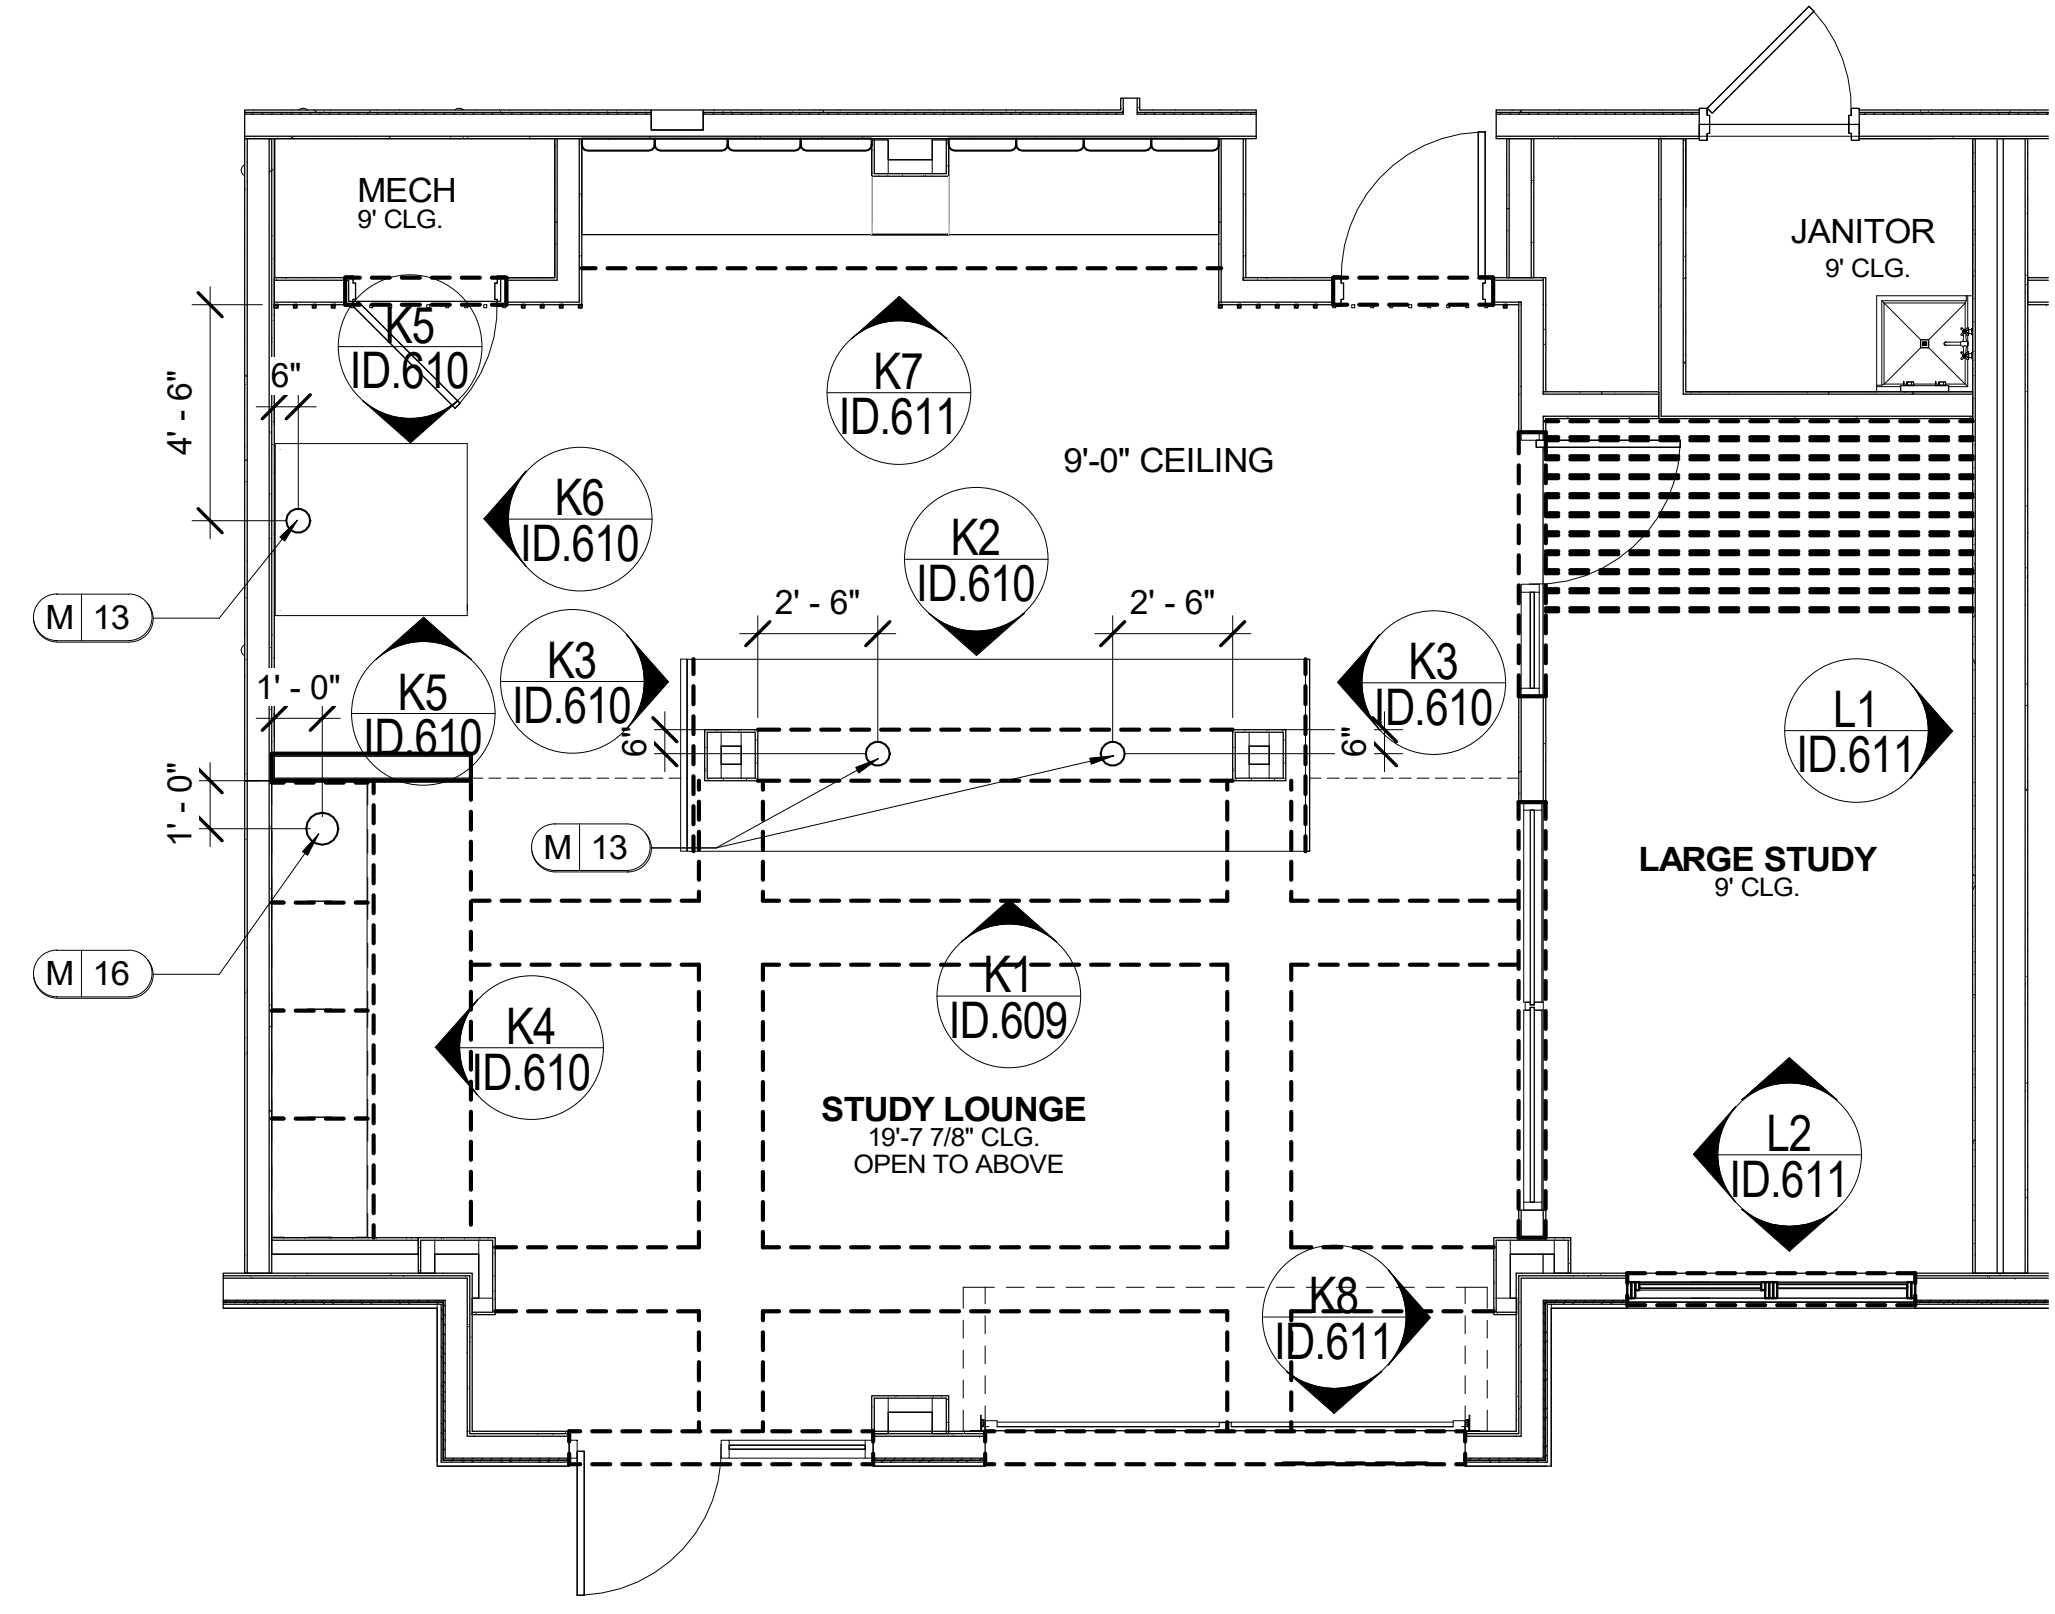 MECH
9' CLG.
JANITOR
9' CLG.
K5
ID.610
6"
4' - 6"
K7
ID.611
9'-0" CEILING
K6
ID.610
K2
ID.610
M 13
2' - 6"
2' - 6"
K3
ID.610
K3
ID.610
1' - 0"
K5
ID.610
6"
6"
L1
ID.611
1' - 0"
M 13
LARGE STUDY
9' CLG.
M 16
K1
ID.609
K4
ID.610
STUDY LOUNGE
19'-7 7/8" CLG.
OPEN TO ABOVE
L2
ID.611
K8
ID.611